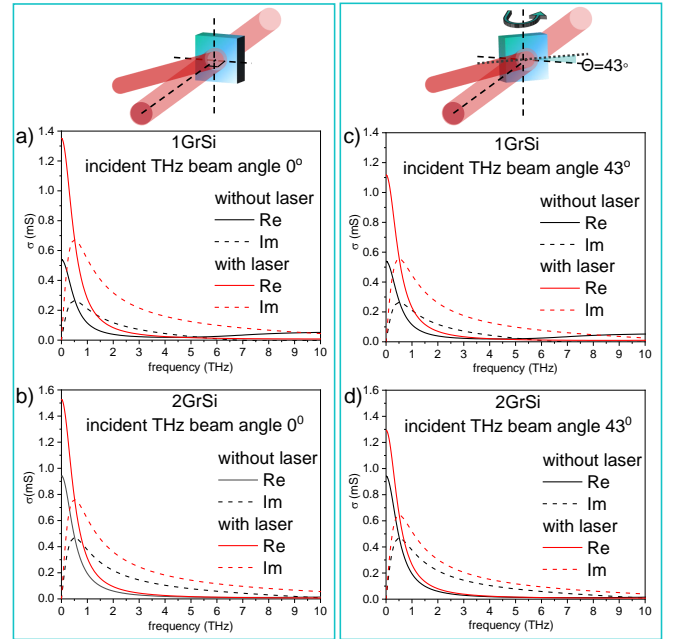 Θ=43°
a)
1GrSi
incident THz beam angle 0⁰
without laser
Re
Im
with laser
Re
Im
σ (mS)
1.4
1.2
1.0
0.8
0.6
0.4
0.2
0.0
0 1 2 3 4 5 6 7 8 9 10
frequency (THz)
b)
2GrSi
incident THz beam angle 0⁰
without laser
Re
Im
with laser
Re
Im
σ(mS)
1.6
1.4
1.2
1.0
0.8
0.6
0.4
0.2
0.0
0 1 2 3 4 5 6 7 8 9 10
frequency (THz)
c)
1GrSi
incident THz beam angle 43⁰
without laser
Re
Im
with laser
Re
Im
σ (mS)
1.4
1.2
1.0
0.8
0.6
0.4
0.2
0.0
0 1 2 3 4 5 6 7 8 9 10
frequency (THz)
d)
2GrSi
incident THz beam angle 43⁰
without laser
Re
Im
with laser
Re
Im
σ (mS)
1.6
1.4
1.2
1.0
0.8
0.6
0.4
0.2
0.0
0 1 2 3 4 5 6 7 8 9 10
frequency (THz)